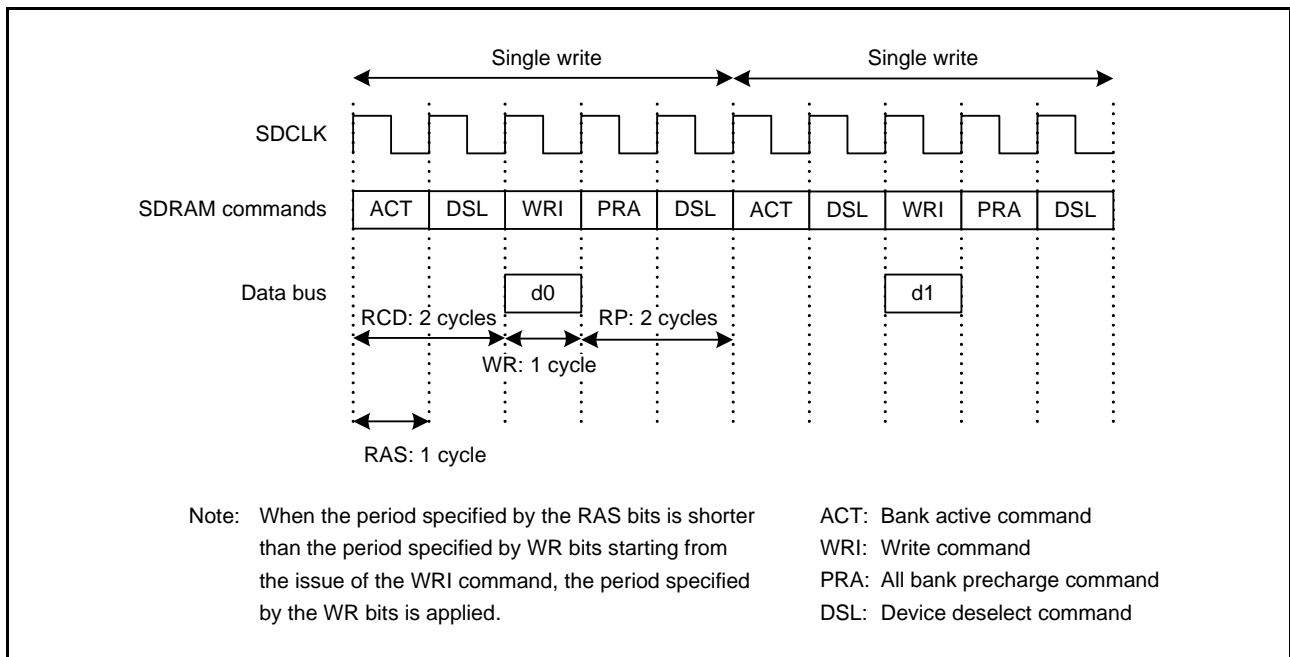 Single write Single write
SDCLK
SDRAM commands ACT DSL WRI PRA DSL ACT DSL WRI PRA DSL
Data bus d0 d1
RCD: 2 cycles RP: 2 cycles
WR: 1 cycle
RAS: 1 cycle
Note: When the period specified by the RAS bits is shorter
than the period specified by WR bits starting from
the issue of the WRI command, the period specified
by the WR bits is applied.
ACT: Bank active command
WRI: Write command
PRA: All bank precharge command
DSL: Device deselect command